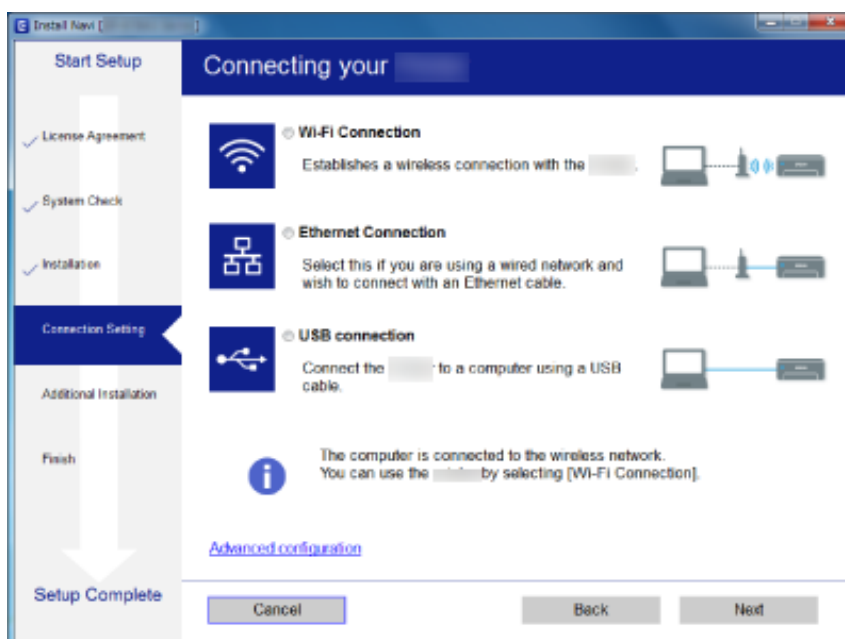 Install Navi [
]
Start Setup
License Agreement
System Check
Installation
Connection Setting
Additional Installation
Finish
Setup Complete
Connecting your
Wi-Fi Connection
Establishes a wireless connection with the .
Ethernet Connection
Select this if you are using a wired network and
wish to connect with an Ethernet cable.
USB connection
Connect the to a computer using a USB
cable.
The computer is connected to the wireless network.
You can use the by selecting [Wi-Fi Connection].
Advanced configuration
Cancel
Back
Next